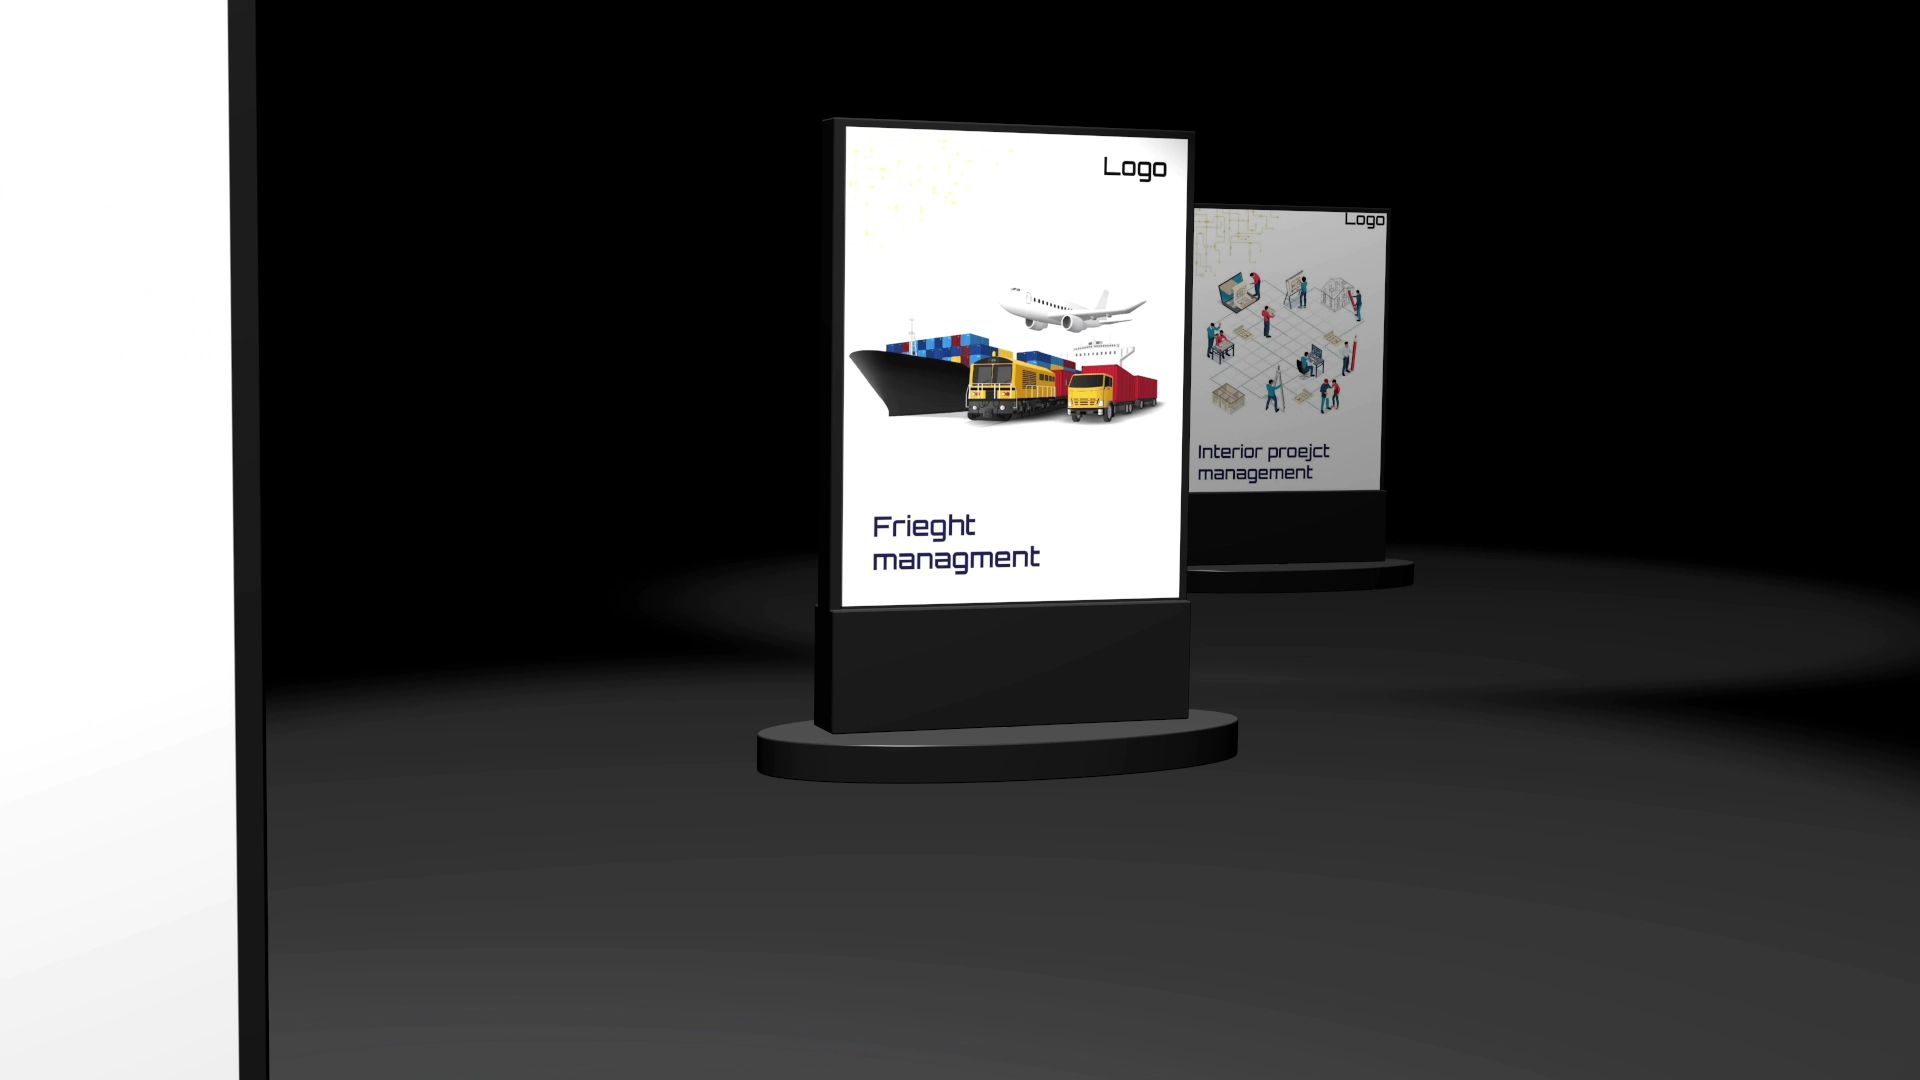 Logo
Frieght
managment
Logo
Interior proejct
management